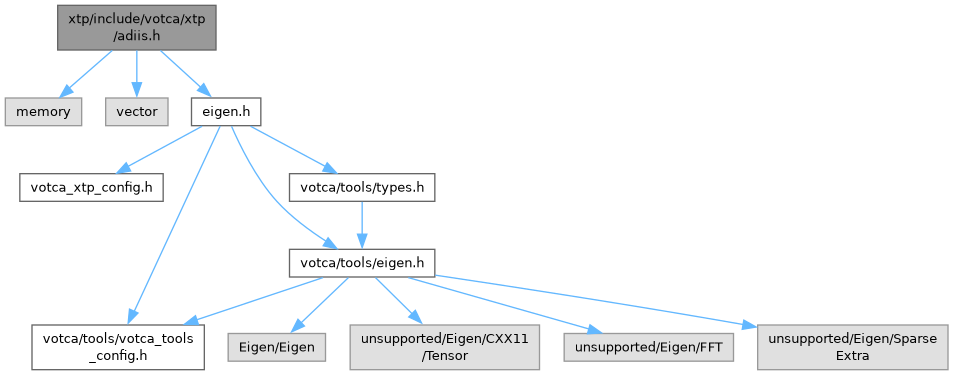 xtp/include/votca/xtp
/adiis.h
memory
vector
eigen.h
votca_xtp_config.h
votca/tools/types.h
votca/tools/eigen.h
votca/tools/votca_tools
_config.h
Eigen/Eigen
unsupported/Eigen/CXX11
/Tensor
unsupported/Eigen/FFT
unsupported/Eigen/Sparse
Extra